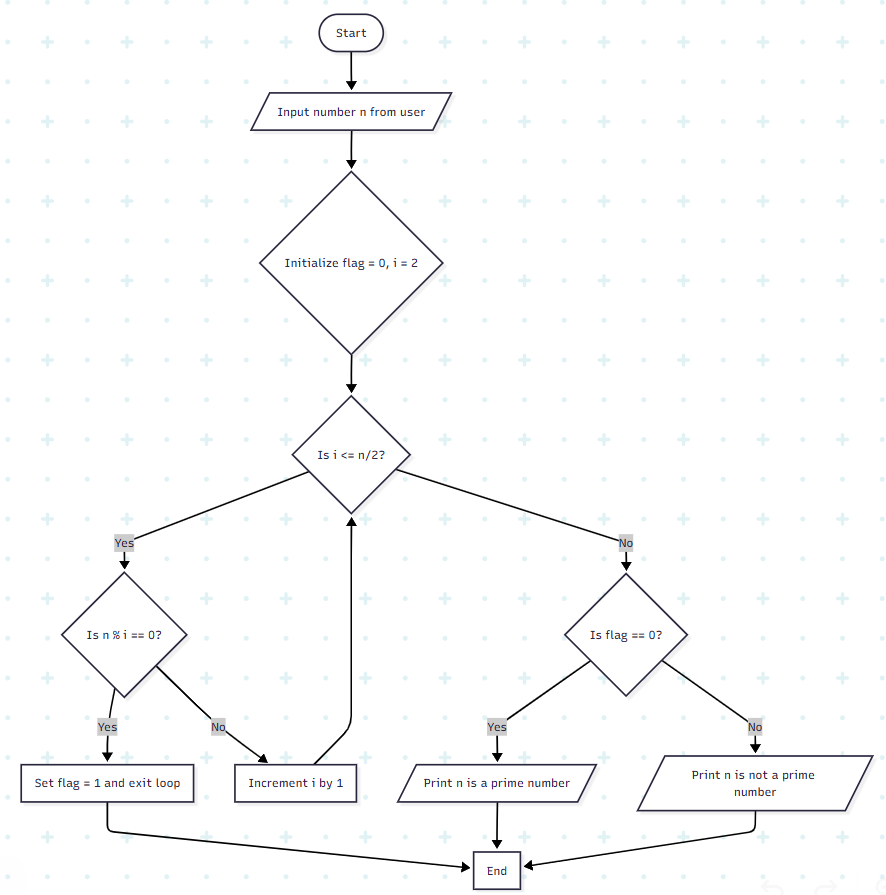 Start
Input number n from user
Initialize flag = 0, i = 2
Is i <= n/2?
Yes
No
Is n % i == 0?
Is flag == 0?
Yes
No
Yes
No
Set flag = 1 and exit loop
Increment i by 1
Print n is a prime number
Print n is not a prime
number
End